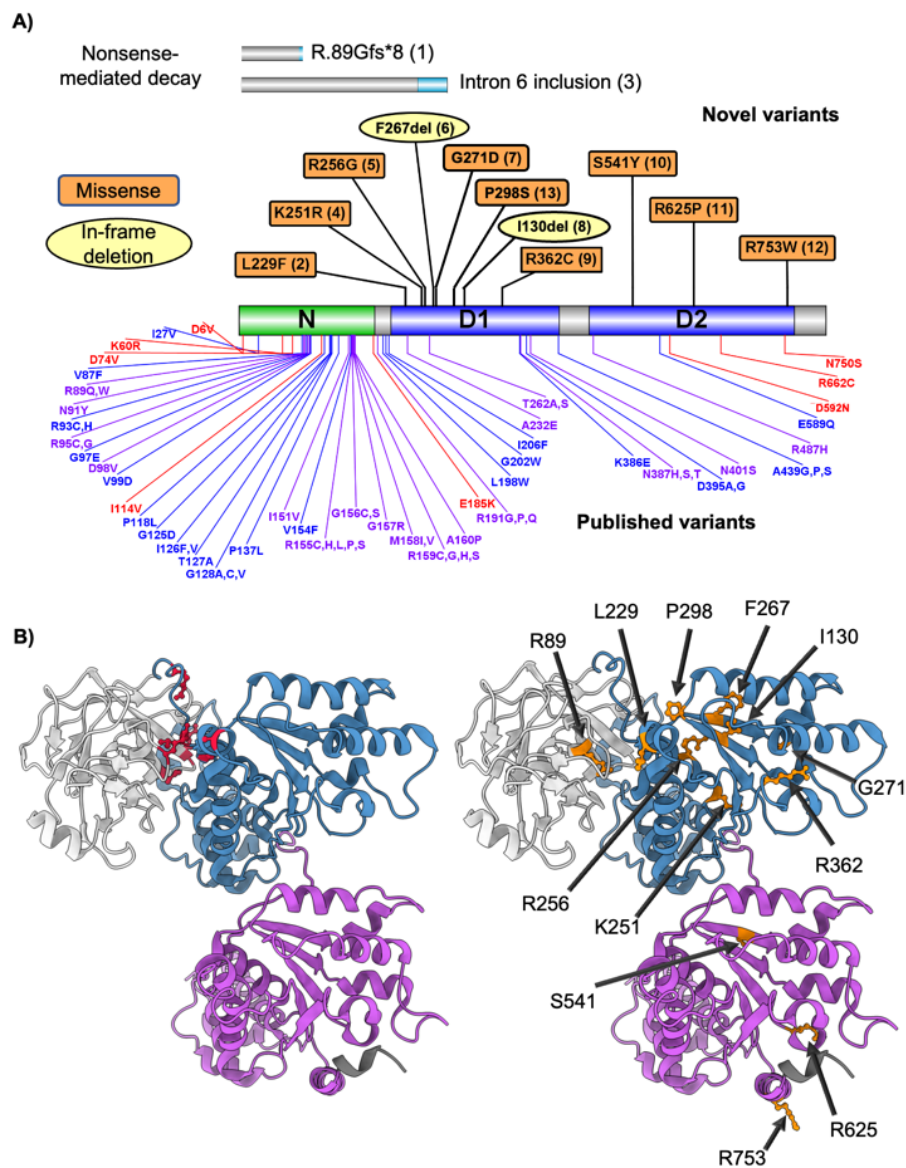 A)
Nonsense-
mediated decay
R.89Gfs*8 (1)
Intron 6 inclusion (3)
Novel variants
F267del (6)
R256G (5)
G271D (7)
S541Y (10)
Missense
K251R (4)
P298S (13)
R625P (11)
In-frame
deletion
I130del (8)
L229F (2)
R362C (9)
R753W (12)
N
D1
D2
I27V
D6V
K60R
D74V
V87F
R89Q,W
N91Y
R93C,H
R95C,G
G97E
D98V
V99D
I114V
P118L
G125D
I126F,V
T127A
G128A,C,V
P137L
I151V
V154F
R155C,H,L,P,S
G156C,S
G157R
M158I,V
R159C,G,H,S
A160P
E185K
R191G,P,Q
L198W
G202W
I206F
A232E
T262A,S
K386E
N387H,S,T
D395A,G
N401S
A439G,P,S
R487H
E589Q
D592N
R662C
N750S
Published variants
B)
L229
P298
F267
R89
I130
G271
R362
R256
K251
S541
R625
R753